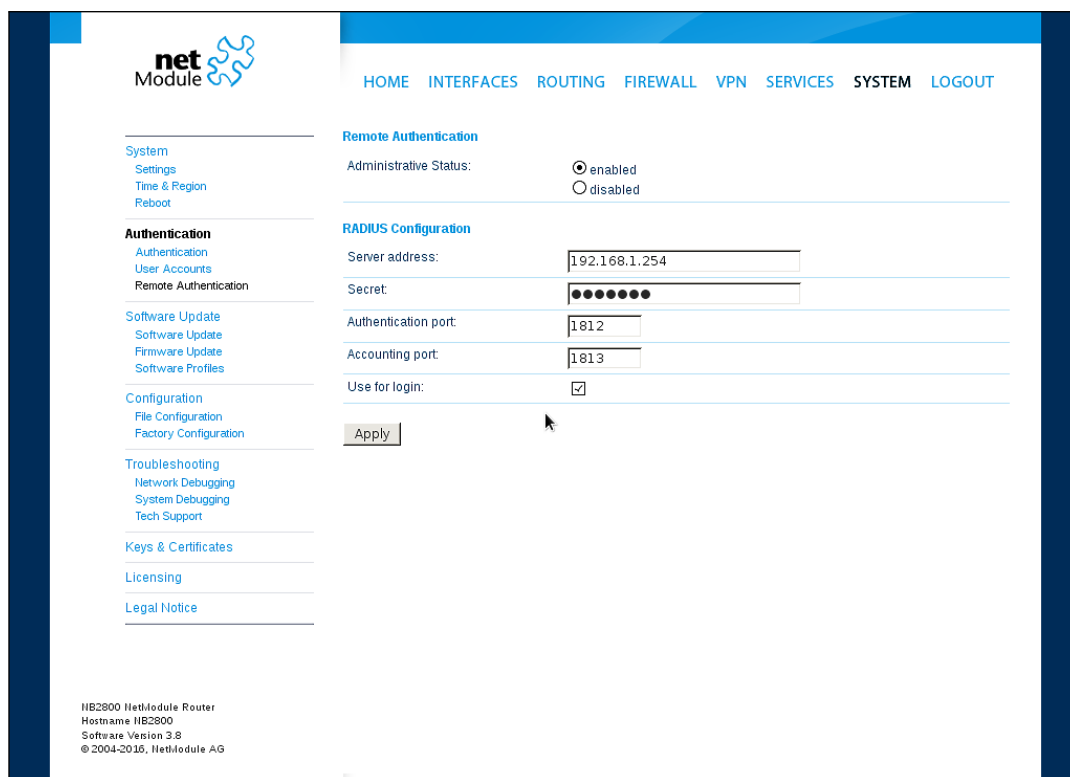 net
Module
HOME INTERFACES ROUTING FIREWALL VPN SERVICES SYSTEM LOGOUT
System
Settings
Time & Region
Reboot
Authentication
Authentication
User Accounts
Remote Authentication
Software Update
Software Update
Firmware Update
Software Profiles
Configuration
File Configuration
Factory Configuration
Troubleshooting
Network Debugging
System Debugging
Tech Support
Keys & Certificates
Licensing
Legal Notice
Remote Authentication
Administrative Status:
enabled
disabled
RADIUS Configuration
Server address: 192.168.1.254
Secret: ●●●●●●●
Authentication port: 1812
Accounting port: 1813
Use for login:
Apply
NB2800 NetModule Router
Hostname NB2800
Software Version 3.8
© 2004-2016, NetModule AG